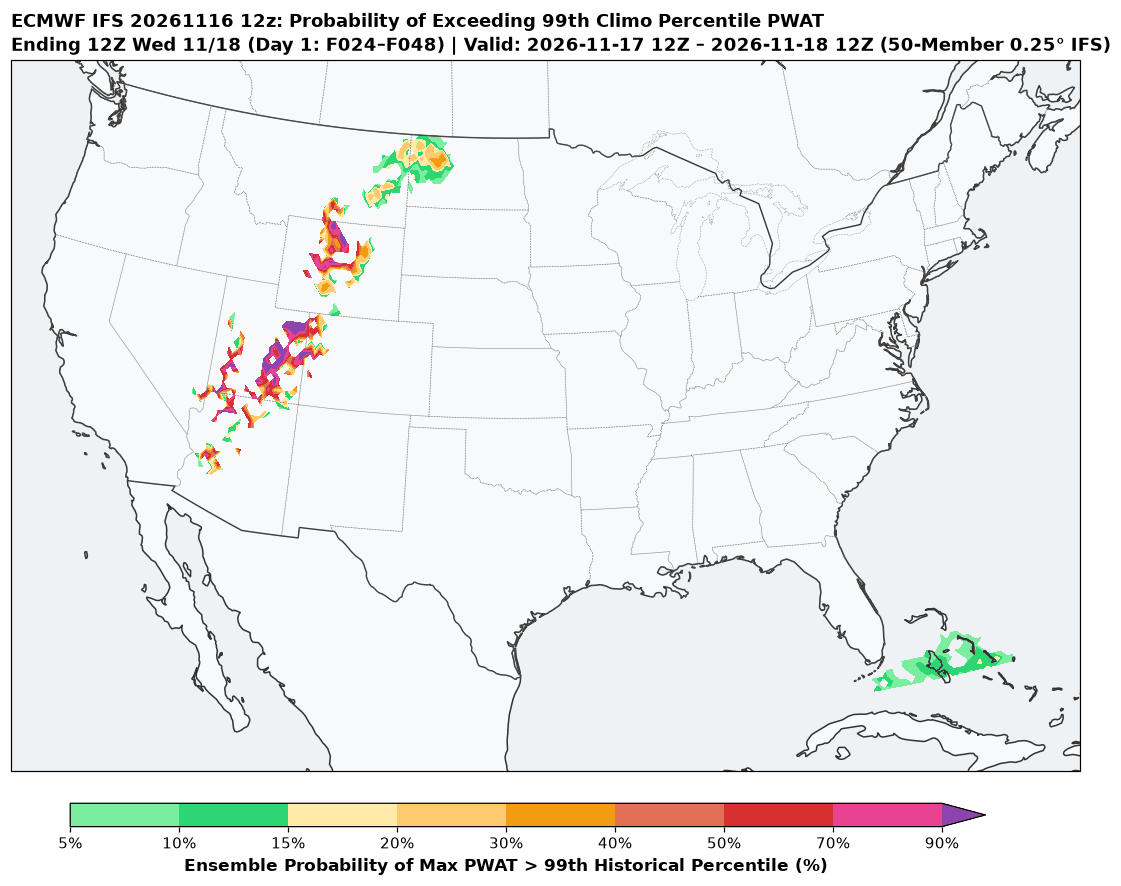 ECMWF IFS 20261116 12z: Probability of Exceeding 99th Climo Percentile PWAT
Ending 12Z Wed 11/18 (Day 1: F024–F048) | Valid: 2026-11-17 12Z – 2026-11-18 12Z (50-Member 0.25° IFS)
5% 10% 15% 20% 30% 40% 50% 70% 90%
Ensemble Probability of Max PWAT > 99th Historical Percentile (%)